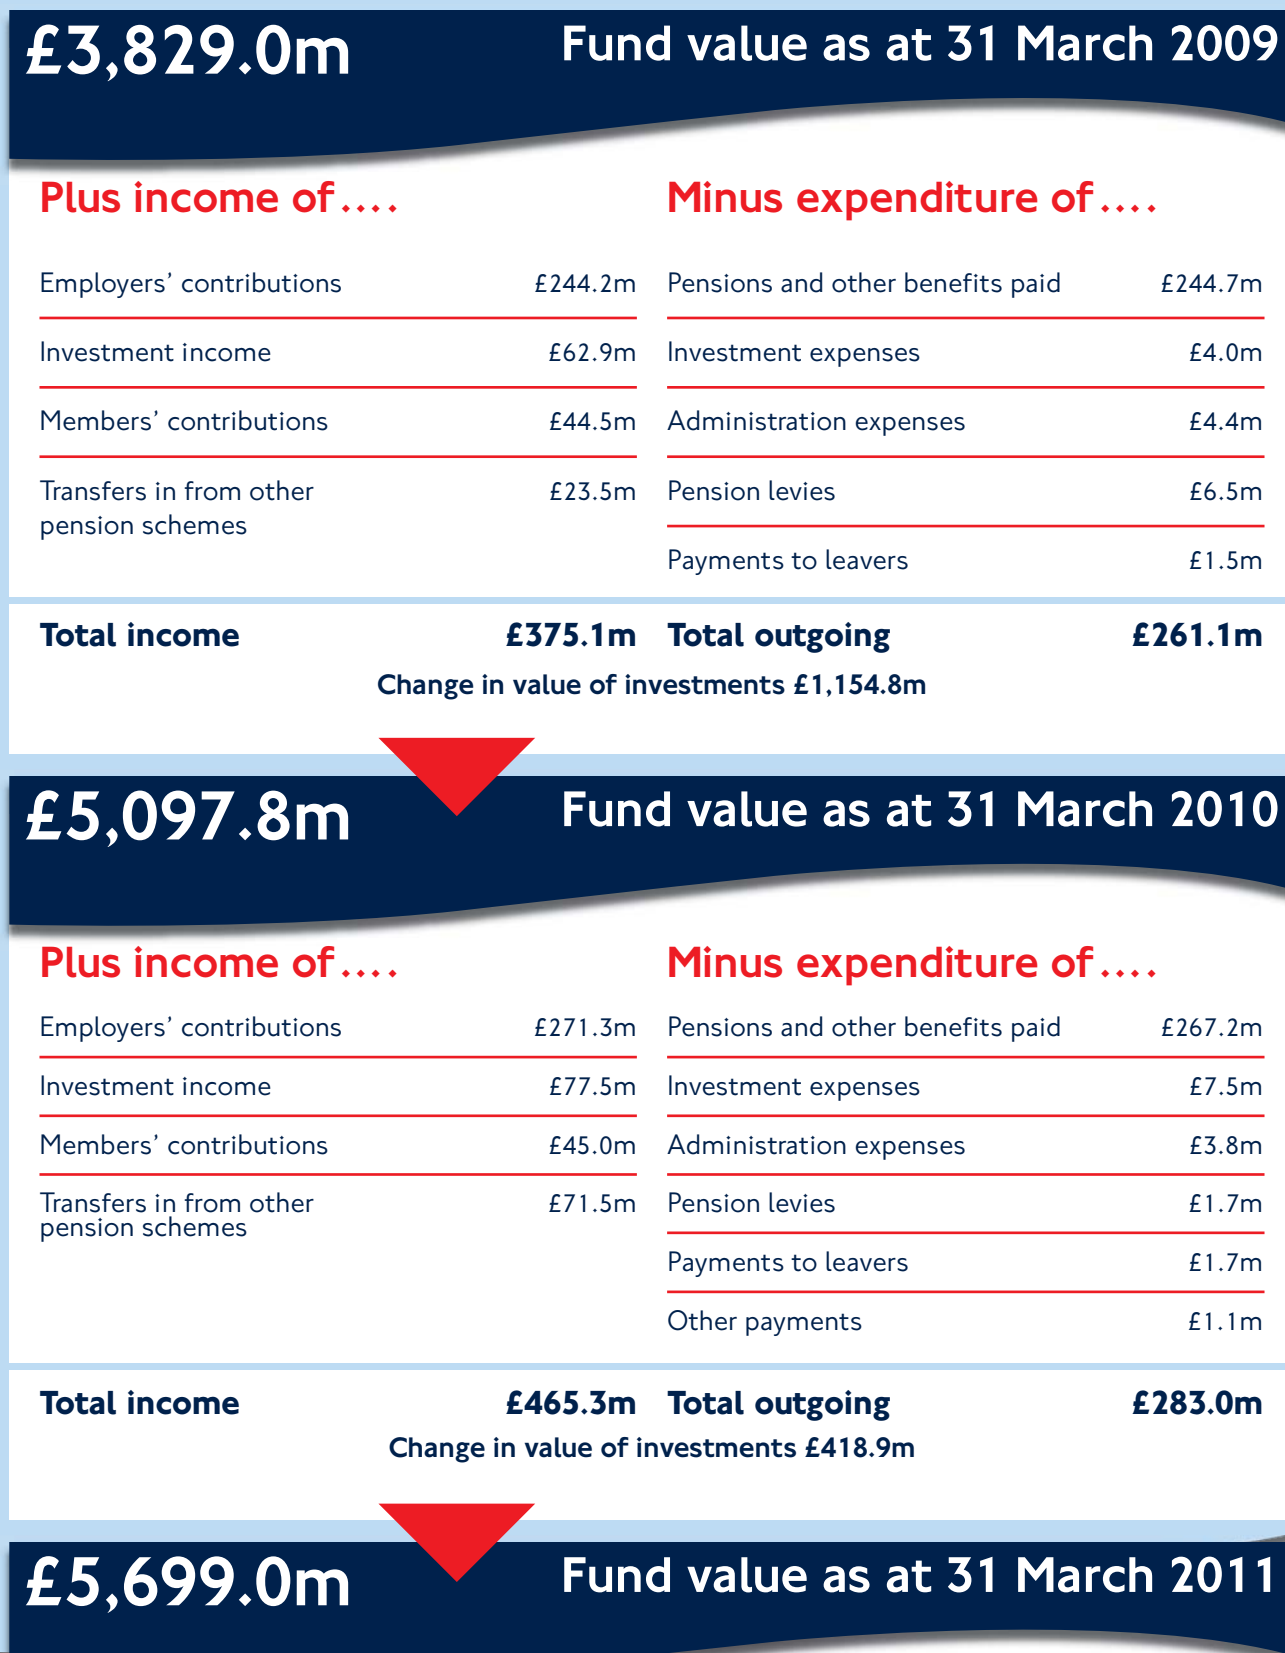 £3,829.0m Fund value as at 31 March 2009
Plus income of....
Employers’ contributions £244.2m
Investment income £62.9m
Members’ contributions £44.5m
Transfers in from other £23.5m
pension schemes
Minus expenditure of....
Pensions and other benefits paid £244.7m
Investment expenses £4.0m
Administration expenses £4.4m
Pension levies £6.5m
Payments to leavers £1.5m
Total income £375.1m Total outgoing £261.1m
Change in value of investments £1,154.8m
£5,097.8m Fund value as at 31 March 2010
Plus income of....
Employers’ contributions £271.3m
Investment income £77.5m
Members’ contributions £45.0m
Transfers in from other £71.5m
pension schemes
Minus expenditure of....
Pensions and other benefits paid £267.2m
Investment expenses £7.5m
Administration expenses £3.8m
Pension levies £1.7m
Payments to leavers £1.7m
Other payments £1.1m
Total income £465.3m Total outgoing £283.0m
Change in value of investments £418.9m
£5,699.0m Fund value as at 31 March 2011